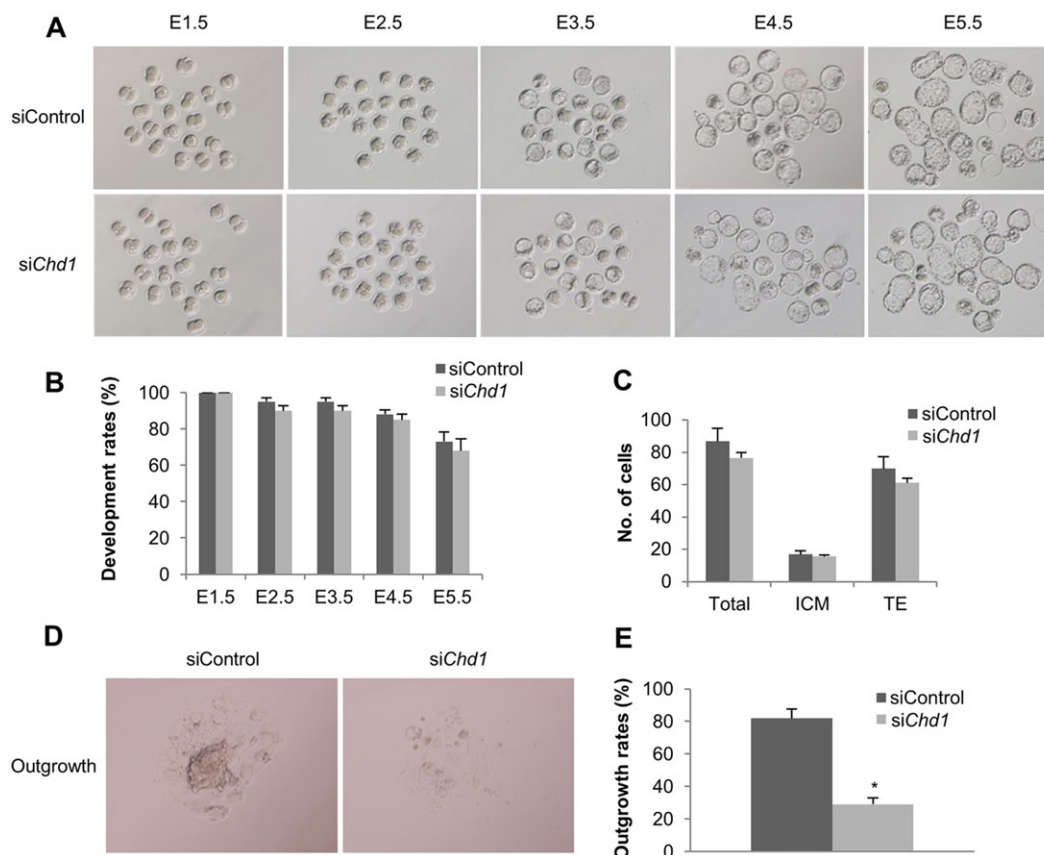 A
E1.5 E2.5 E3.5 E4.5 E5.5
siControl
siChd1
B
Development rates (%)
100
80
60
40
20
0
siControl
siChd1
E1.5 E2.5 E3.5 E4.5 E5.5
C
No. of cells
100
80
60
40
20
0
siControl
siChd1
Total ICM TE
D
siControl siChd1
Outgrowth
E
Outgrowth rates (%)
100
80
60
40
20
0
siControl
siChd1
*